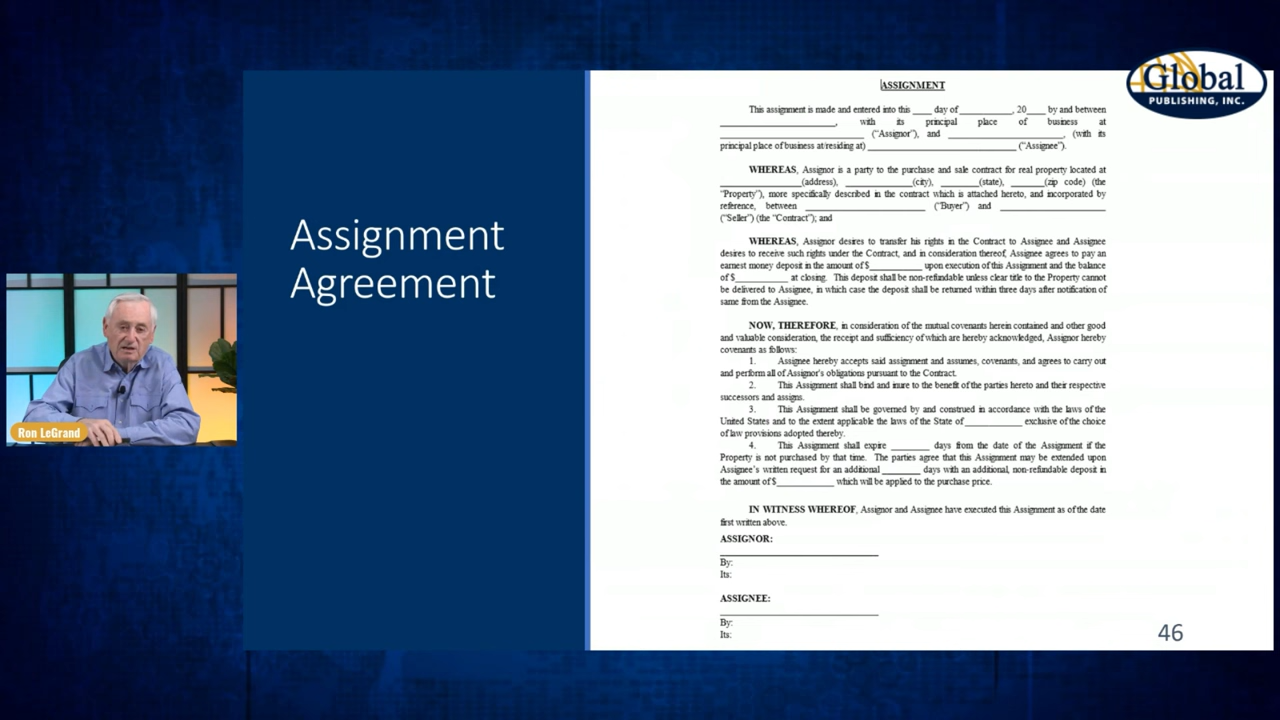 Global
PUBLISHING, INC.
Assignment
Agreement
Ron LeGrand
ASSIGNMENT
This assignment is made and entered into this ____ day of ___________, 20____ by and between
________________________, with its principal place of business at
_____________________________ ("Assignor"), and ________________________, (with its
principal place of business at/residing at) ______________________________ ("Assignee").
WHEREAS, Assignor is a party to the purchase and sale contract for real property located at
________________(address), ______________(city), ________(state), _______(zip code) (the
"Property"), more specifically described in the contract which is attached hereto, and incorporated by
reference, between ________________________ ("Buyer") and _____________________
("Seller") (the "Contract"); and
WHEREAS, Assignor desires to transfer his rights in the Contract to Assignee and Assignee
desires to receive such rights under the Contract, and in consideration thereof, Assignee agrees to pay an
earnest money deposit in the amount of $___________ upon execution of this Assignment and the balance
of $___________ at closing. This deposit shall be non-refundable unless clear title to the Property cannot
be delivered to Assignee, in which case the deposit shall be returned within three days after notification of
same from the Assignee.
NOW, THEREFORE, in consideration of the mutual covenants herein contained and other good
and valuable consideration, the receipt and sufficiency of which are hereby acknowledged, Assignor hereby
covenants as follows:
1. Assignee hereby accepts said assignment and assumes, covenants, and agrees to carry out
and perform all of Assignor's obligations pursuant to the Contract.
2. This Assignment shall bind and inure to the benefit of the parties hereto and their respective
successors and assigns.
3. This Assignment shall be governed by and construed in accordance with the laws of the
United States and to the extent applicable the laws of the State of ____________ exclusive of the choice
of law provisions adopted thereby.
4. This Assignment shall expire ________ days from the date of the Assignment if the
Property is not purchased by that time. The parties agree that this Assignment may be extended upon
Assignee's written request for an additional ________ days with an additional, non-refundable deposit in
the amount of $____________ which will be applied to the purchase price.
IN WITNESS WHEREOF, Assignor and Assignee have executed this Assignment as of the date
first written above.
ASSIGNOR:
By:
Its:
ASSIGNEE:
By:
Its:
46